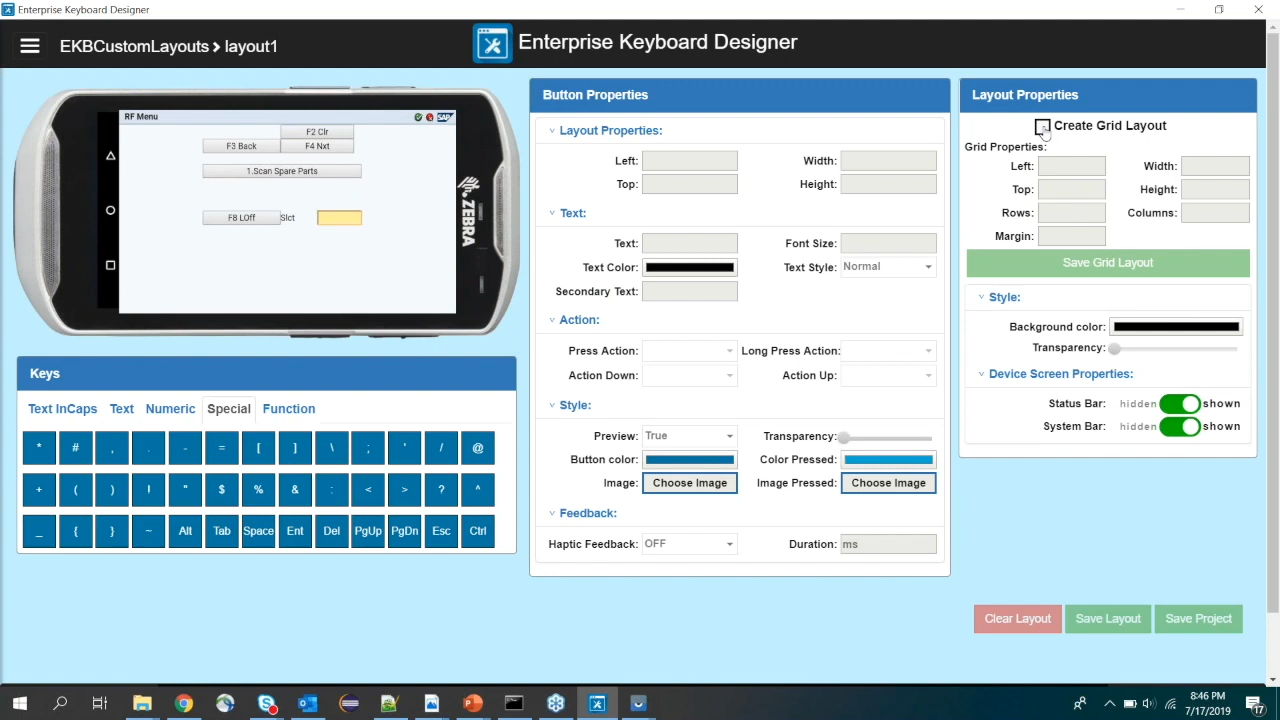 Enterprise Keyboard Designer
EKBCustomLayouts > layout1
Enterprise Keyboard Designer
RF Menu
SAP
F2 Clr
F3 Back
F4 Nxt
1.Scan Spare Parts
F8 LOff
Slct
ZEBRA
Keys
Text InCaps
Text
Numeric
Special
Function
* # , . - = [ ] \ ; ' / @
+ ( ) ! " $ % & : < > ? ^
_ { } ~ Alt Tab Space Ent Del PgUp PgDn Esc Ctrl
Button Properties
Layout Properties:
Left:
Width:
Top:
Height:
Text:
Text:
Font Size:
Text Color:
Text Style: Normal
Secondary Text:
Action:
Press Action:
Long Press Action:
Action Down:
Action Up:
Style:
Preview: True
Transparency:
Button color:
Color Pressed:
Image: Choose Image
Image Pressed: Choose Image
Feedback:
Haptic Feedback: OFF
Duration: ms
Layout Properties
Create Grid Layout
Grid Properties:
Left:
Width:
Top:
Height:
Rows:
Columns:
Margin:
Save Grid Layout
Style:
Background color:
Transparency:
Device Screen Properties:
Status Bar: hidden shown
System Bar: hidden shown
Clear Layout
Save Layout
Save Project
8:46 PM
7/17/2019
17